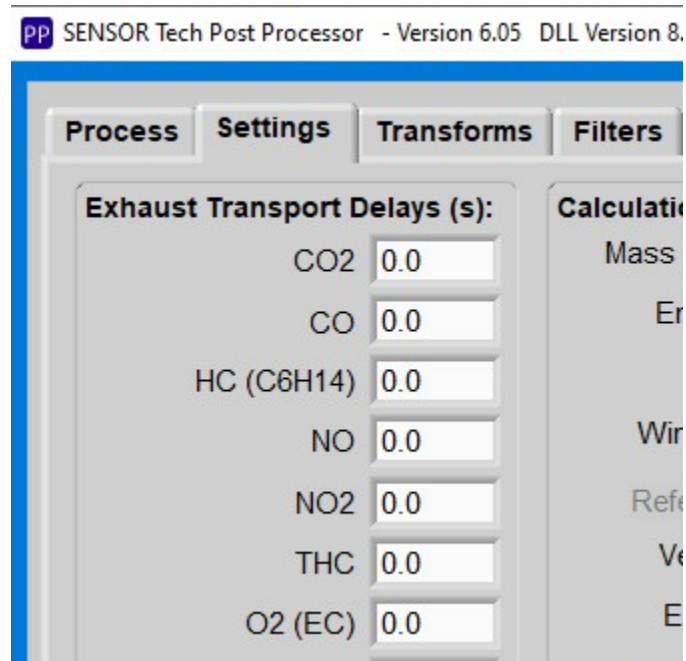 PP SENSOR Tech Post Processor - Version 6.05 DLL Version 8.
Process Settings Transforms Filters
Exhaust Transport Delays (s):
CO2 0.0
CO 0.0
HC (C6H14) 0.0
NO 0.0
NO2 0.0
THC 0.0
O2 (EC) 0.0
Mass